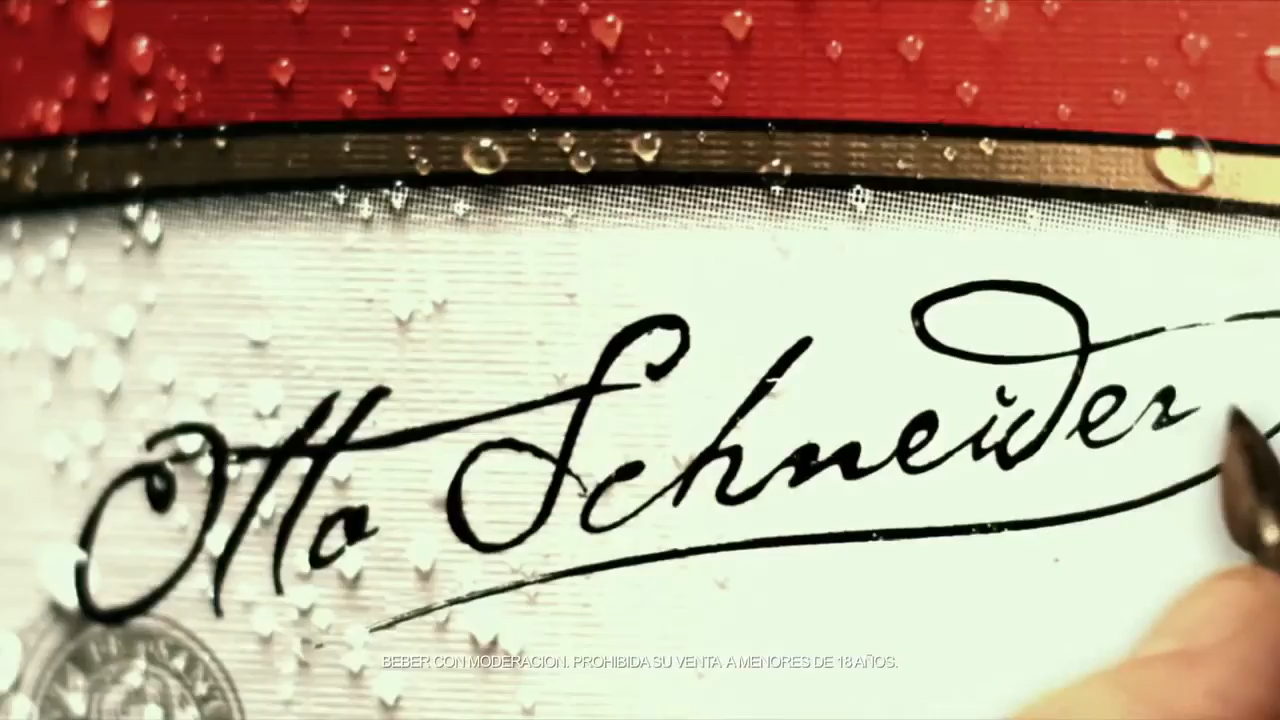 Otto Schneider
BEBER CON MODERACION. PROHIBIDA SU VENTA A MENORES DE 18 AÑOS.